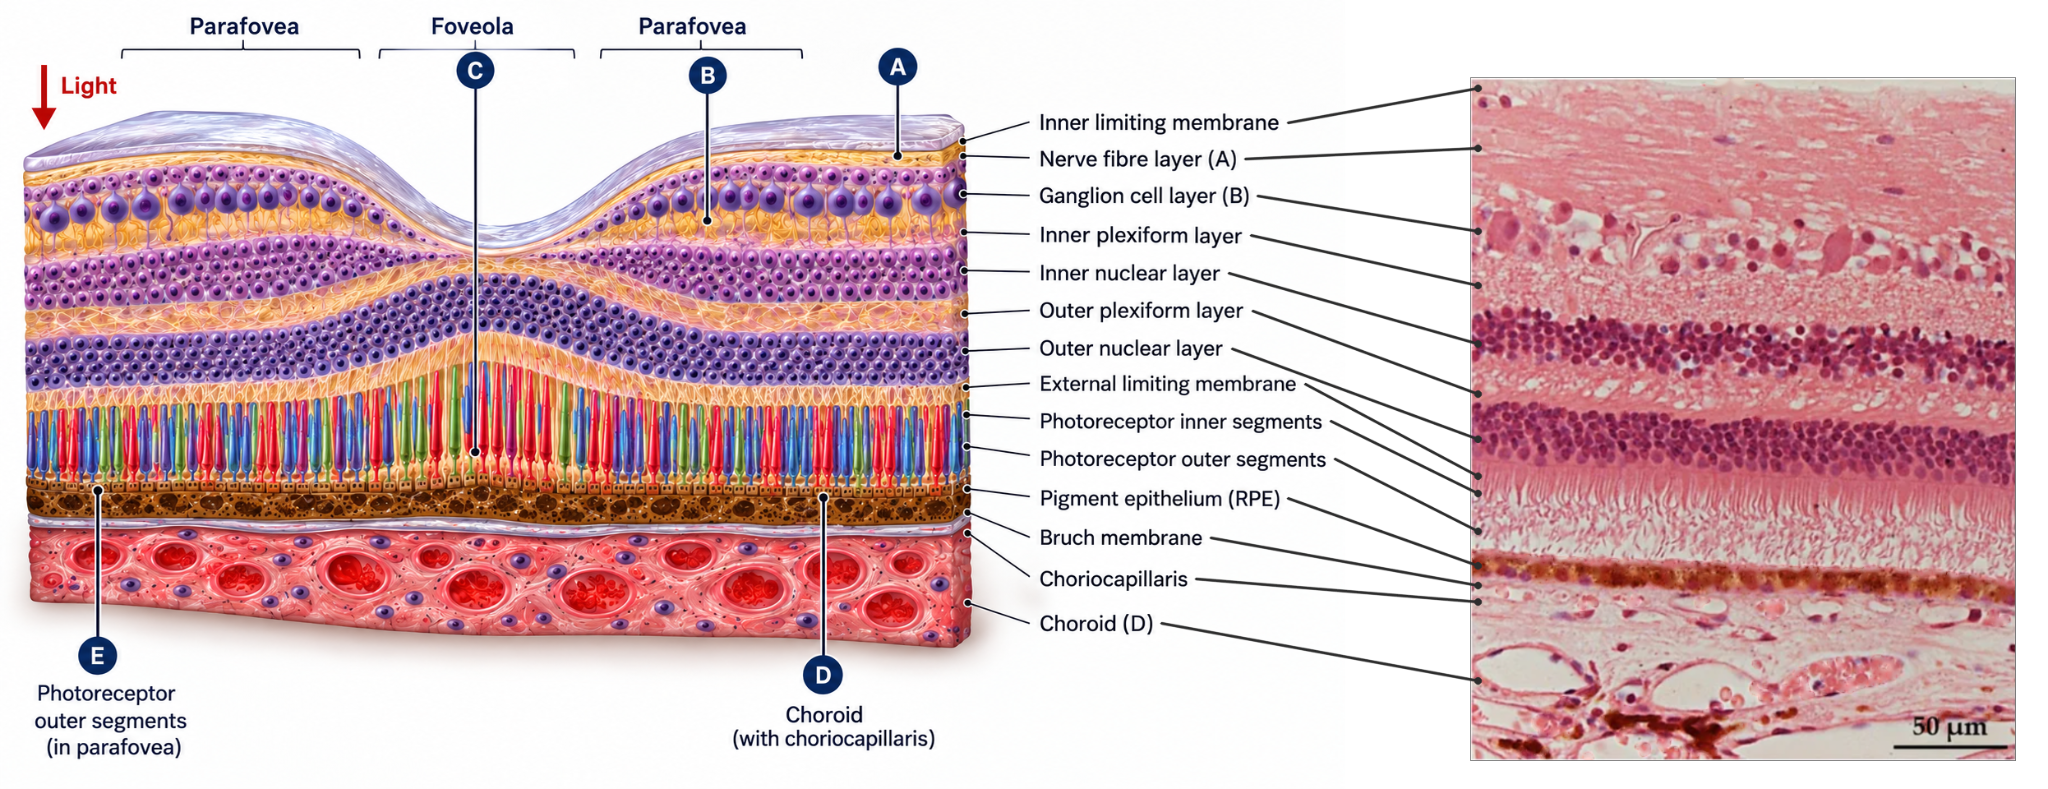 Parafovea
Foveola
Parafovea
Light
C
B
A
Inner limiting membrane
Nerve fibre layer (A)
Ganglion cell layer (B)
Inner plexiform layer
Inner nuclear layer
Outer plexiform layer
Outer nuclear layer
External limiting membrane
Photoreceptor inner segments
Photoreceptor outer segments
Pigment epithelium (RPE)
Bruch membrane
Choriocapillaris
Choroid (D)
E
Photoreceptor
outer segments
(in parafovea)
D
Choroid
(with choriocapillaris)
50 µm